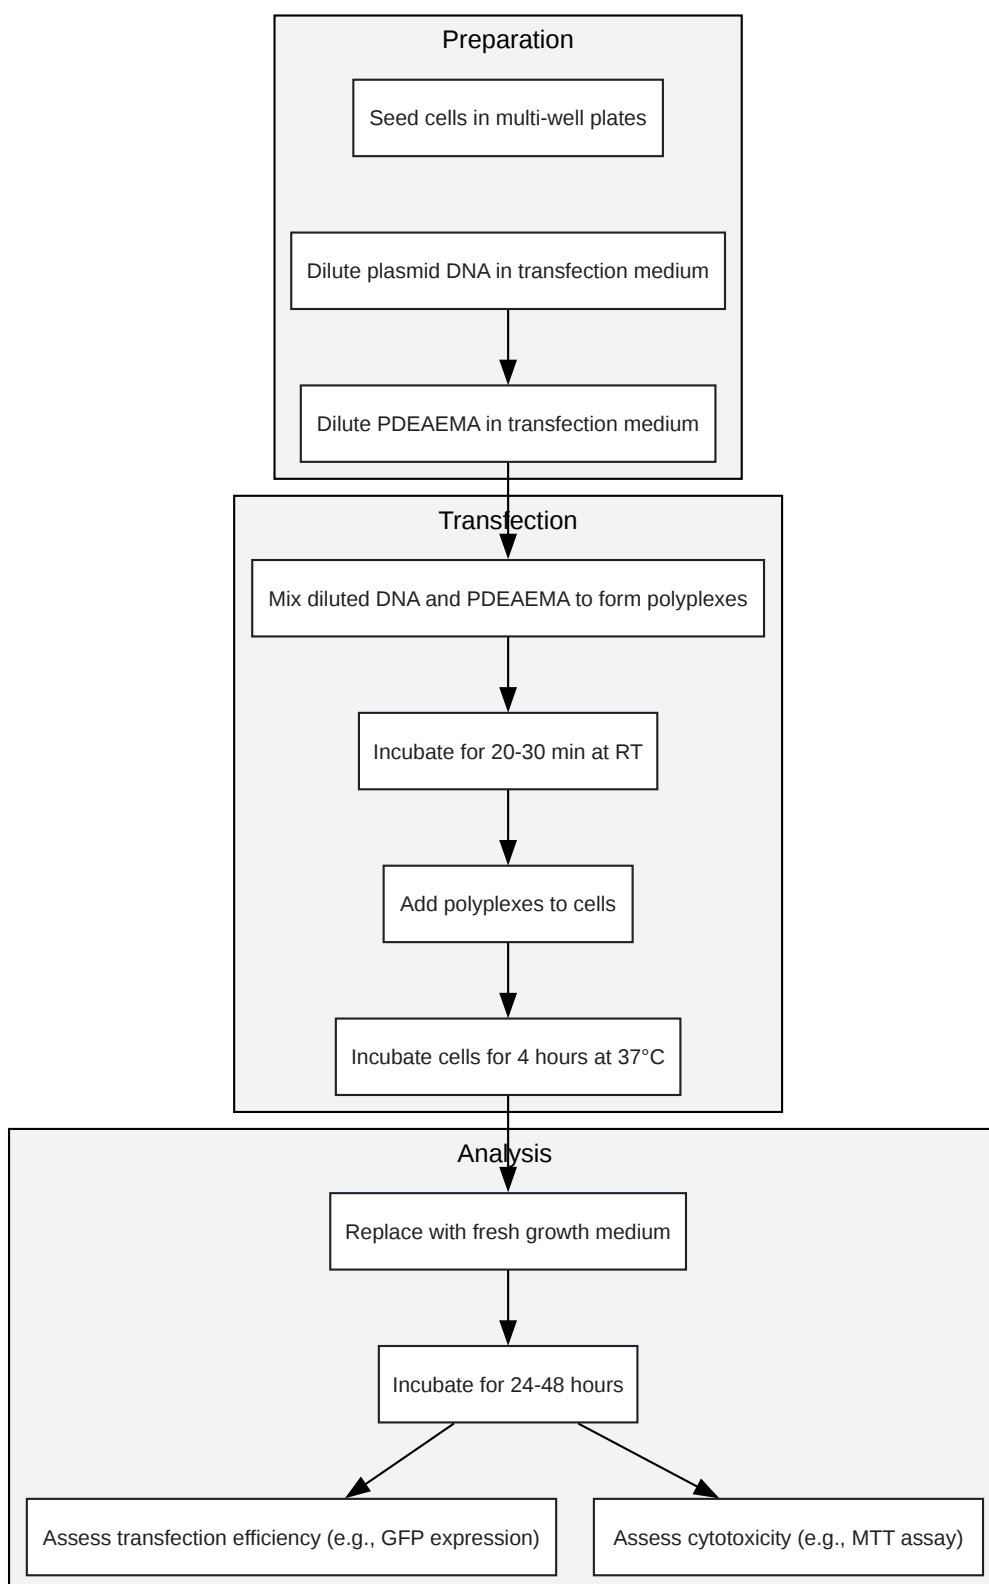 Preparation
Seed cells in multi-well plates
Dilute plasmid DNA in transfection medium
Dilute PDEAEMA in transfection medium
Transfection
Mix diluted DNA and PDEAEMA to form polyplexes
Incubate for 20-30 min at RT
Add polyplexes to cells
Incubate cells for 4 hours at 37°C
Analysis
Replace with fresh growth medium
Incubate for 24-48 hours
Assess transfection efficiency (e.g., GFP expression)
Assess cytotoxicity (e.g., MTT assay)